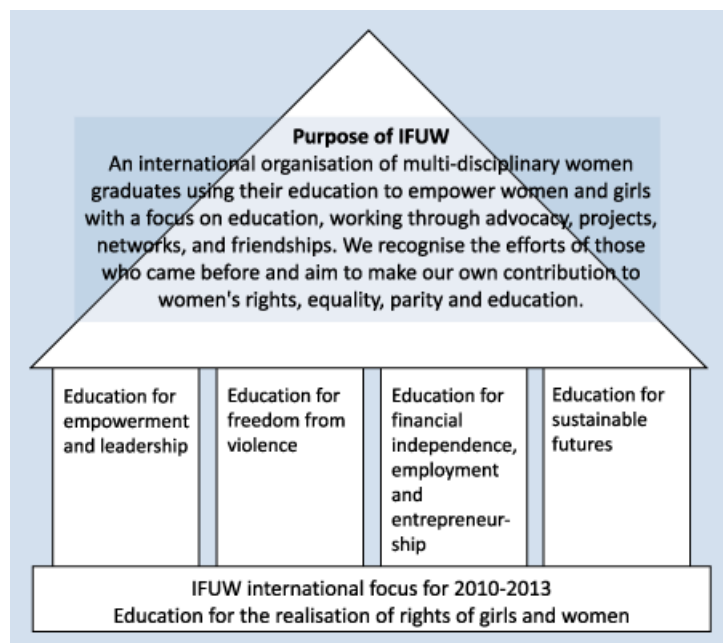 Purpose of IFUW
An international organisation of multi-disciplinary women
graduates using their education to empower women and girls
with a focus on education, working through advocacy, projects,
networks, and friendships. We recognise the efforts of those
who came before and aim to make our own contribution to
women's rights, equality, parity and education.
Education for
empowerment
and leadership
Education for
freedom from
violence
Education for
financial
independence,
employment
and
entrepreneur-
ship
Education for
sustainable
futures
IFUW international focus for 2010-2013
Education for the realisation of rights of girls and women